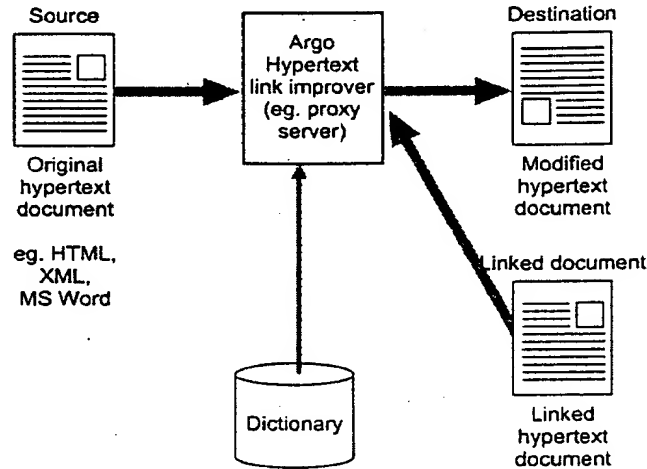 Source
Original
hypertext
document
eg. HTML,
XML,
MS Word
Argo
Hypertext
link improver
(eg. proxy
server)
Dictionary
Destination
Modified
hypertext
document
Linked document
Linked
hypertext
document